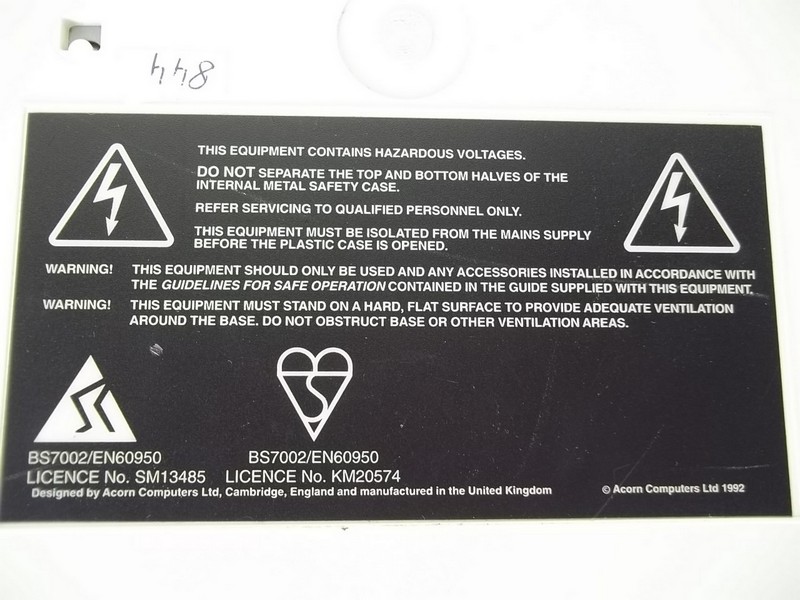 448
THIS EQUIPMENT CONTAINS HAZARDOUS VOLTAGES.
DO NOT SEPARATE THE TOP AND BOTTOM HALVES OF THE
INTERNAL METAL SAFETY CASE.
REFER SERVICING TO QUALIFIED PERSONNEL ONLY.
THIS EQUIPMENT MUST BE ISOLATED FROM THE MAINS SUPPLY
BEFORE THE PLASTIC CASE IS OPENED.
WARNING! THIS EQUIPMENT SHOULD ONLY BE USED AND ANY ACCESSORIES INSTALLED IN ACCORDANCE WITH
THE GUIDELINES FOR SAFE OPERATION CONTAINED IN THE GUIDE SUPPLIED WITH THIS EQUIPMENT.
WARNING! THIS EQUIPMENT MUST STAND ON A HARD, FLAT SURFACE TO PROVIDE ADEQUATE VENTILATION
AROUND THE BASE. DO NOT OBSTRUCT BASE OR OTHER VENTILATION AREAS.
BS7002/EN60950 BS7002/EN60950
LICENCE No. SM13485 LICENCE No. KM20574
Designed by Acorn Computers Ltd, Cambridge, England and manufactured in the United Kingdom © Acorn Computers Ltd 1992